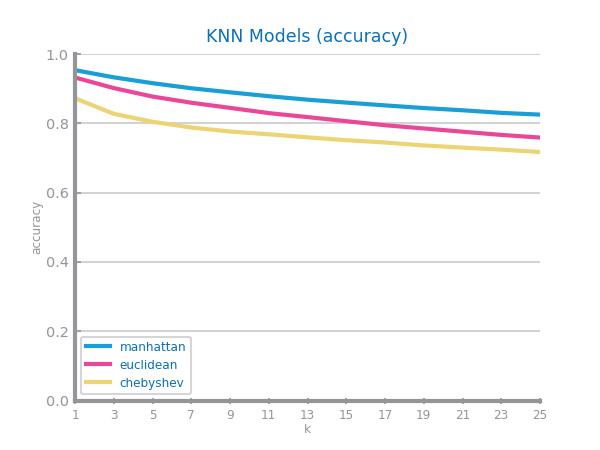 KNN Models (accuracy)
1.0
0.8
0.6
0.4
0.2
0.0
accuracy
manhattan
euclidean
chebyshev
1 3 5 7 9 11 13 15 17 19 21 23 25
k